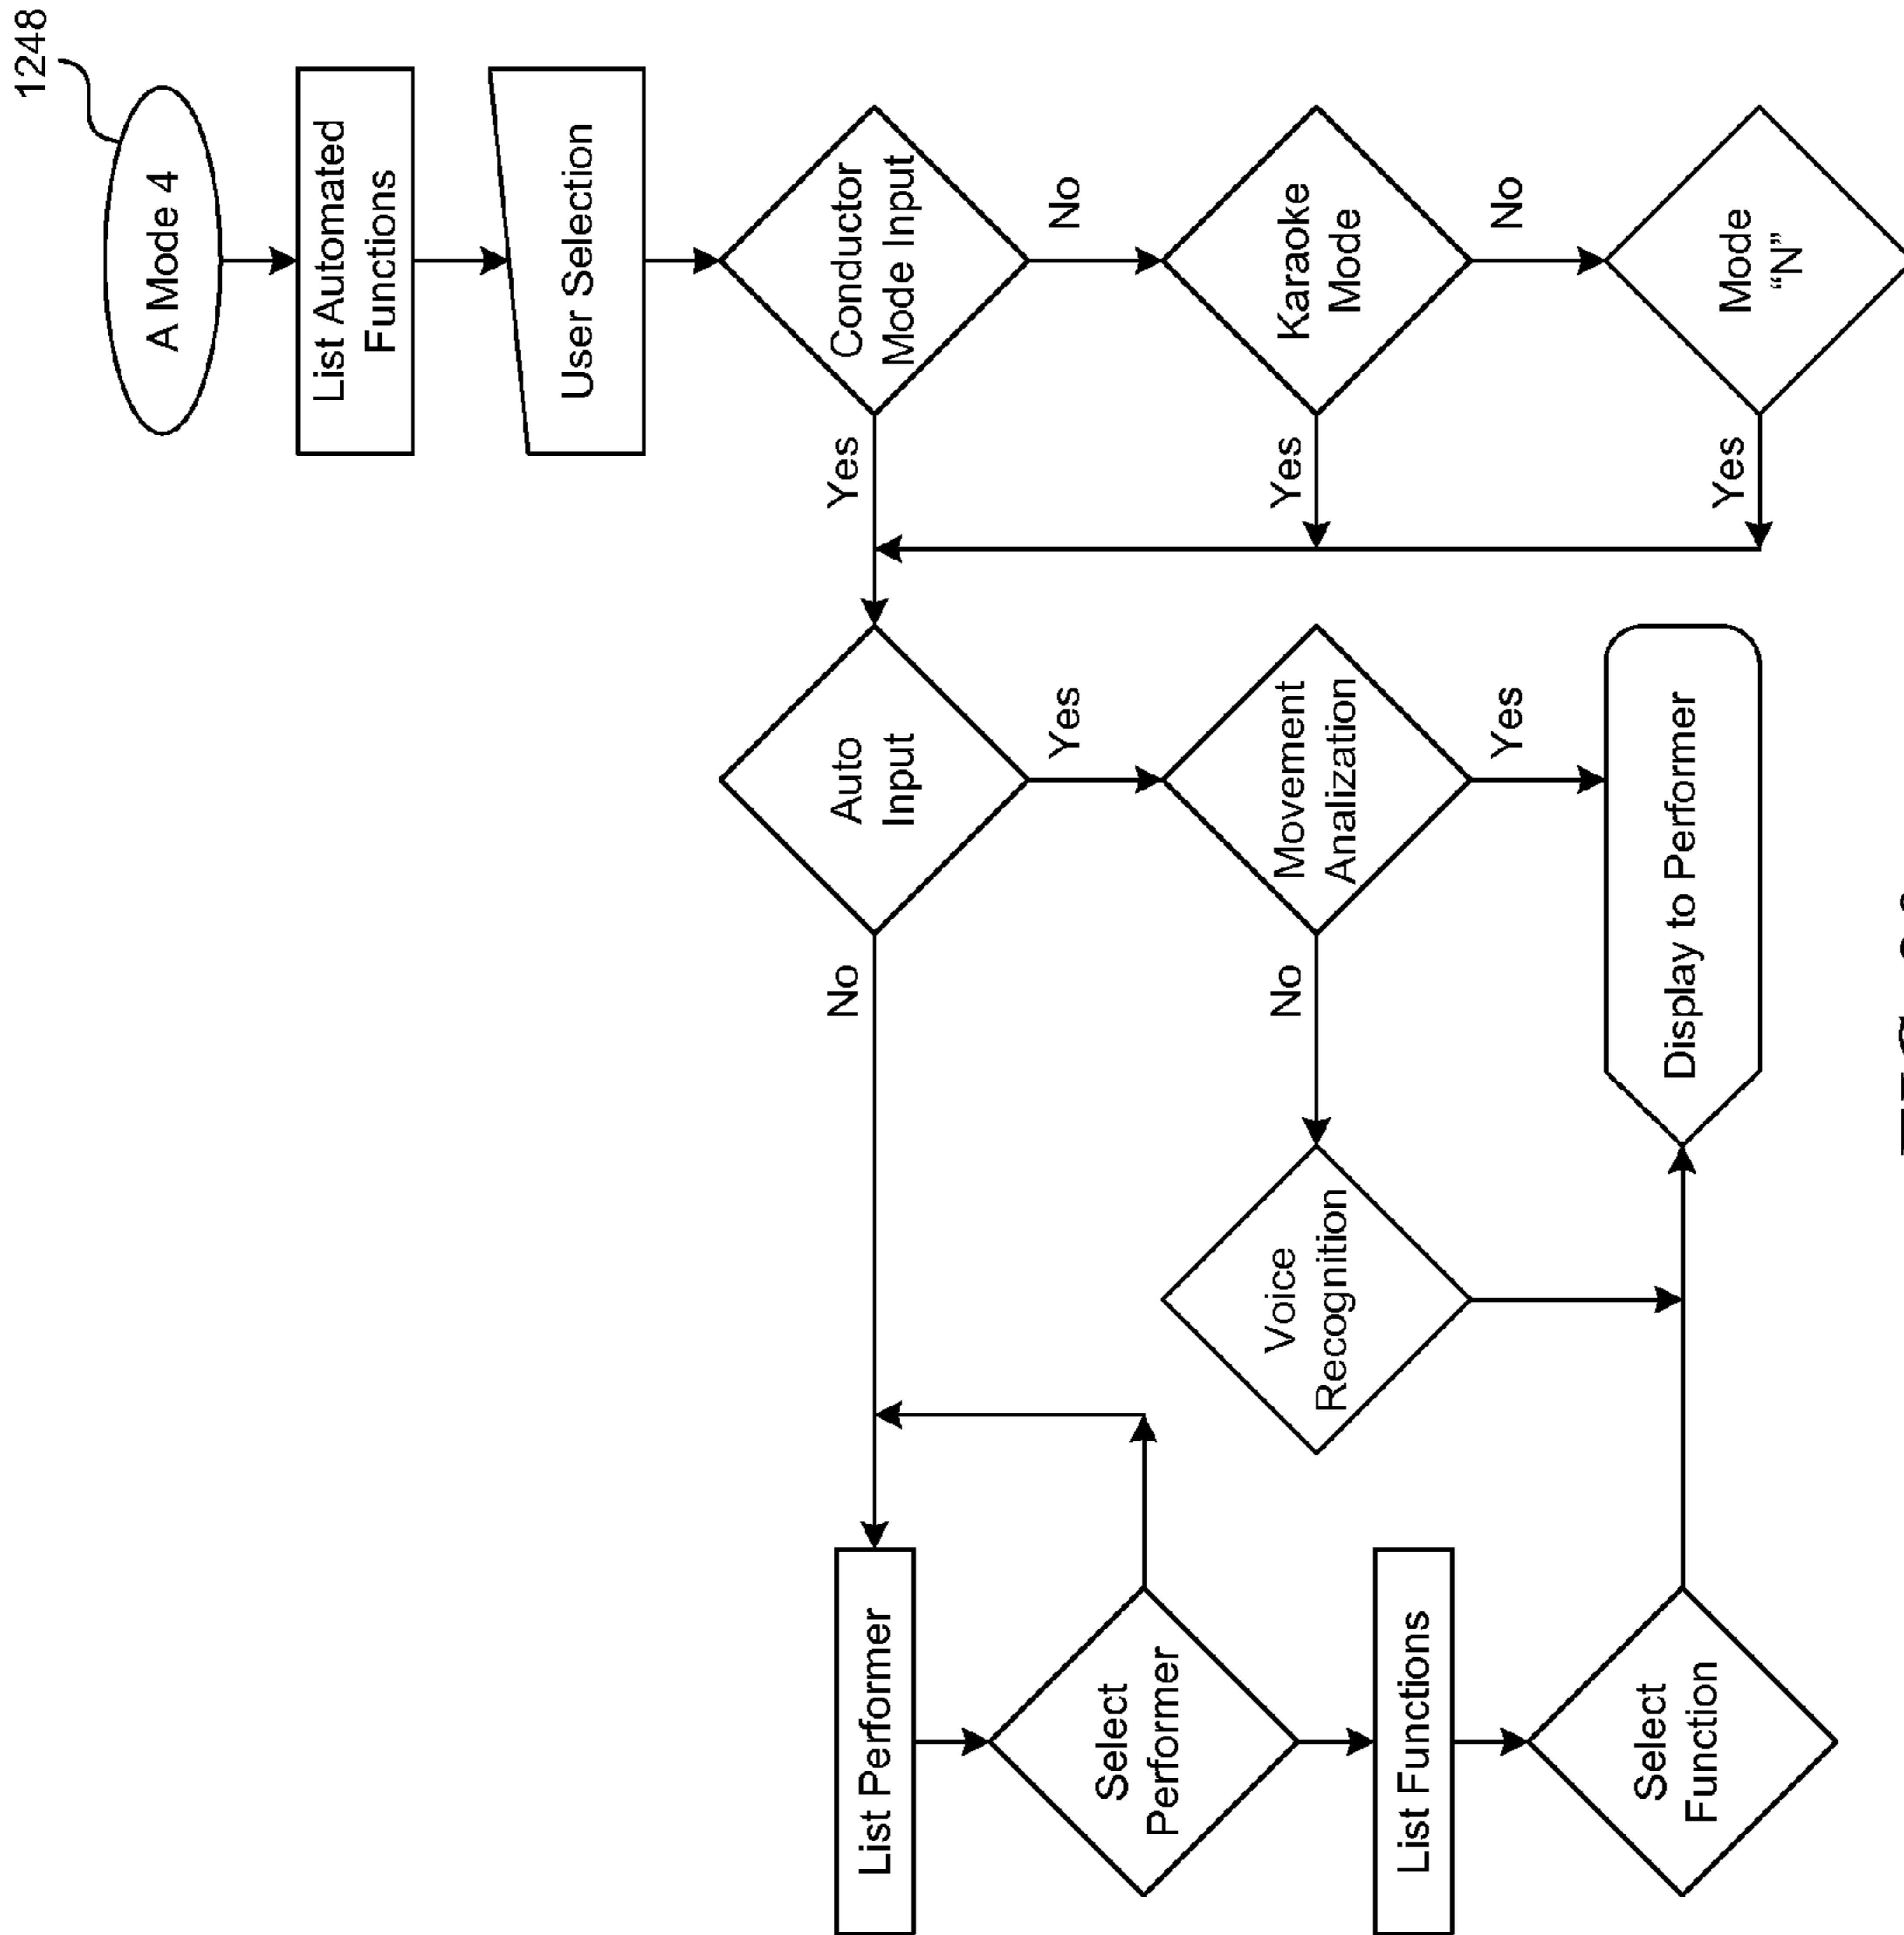 1248
A Mode 4
List Automated
Functions
User Selection
List Performer
No
Auto
Input
Yes
Conductor
Mode Input
Yes
No
Select
Performer
Voice
Recognition
No
Movement
Analization
Yes
Karaoke
Mode
List Functions
Yes
No
Select
Function
Display to Performer
Yes
Mode
“N”